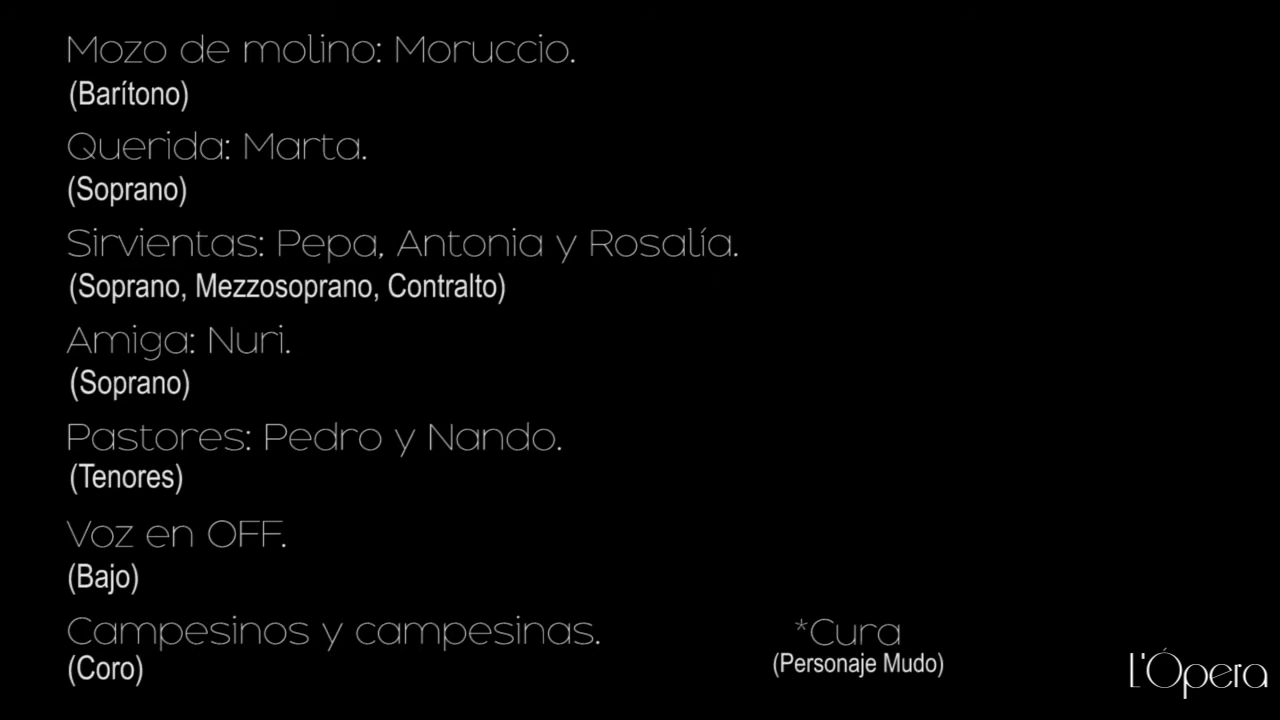 Mozo de molino: Moruccio.
(Barítono)
Querida: Marta.
(Soprano)
Sirvientas: Pepa, Antonia y Rosalía.
(Soprano, Mezzosoprano, Contralto)
Amiga: Nuri.
(Soprano)
Pastores: Pedro y Nando.
(Tenores)
Voz en OFF.
(Bajo)
Campesinos y campesinas.
(Coro)
*Cura
(Personaje Mudo)
L'Ópera